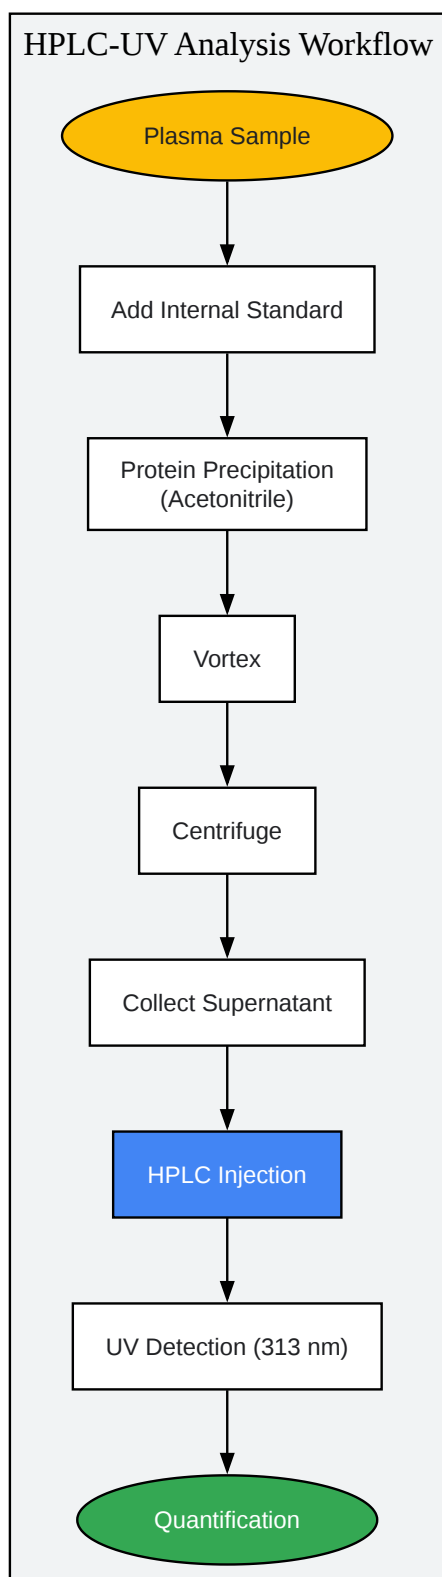 HPLC-UV Analysis Workflow
Plasma Sample
Add Internal Standard
Protein Precipitation
(Acetonitrile)
Vortex
Centrifuge
Collect Supernatant
HPLC Injection
UV Detection (313 nm)
Quantification